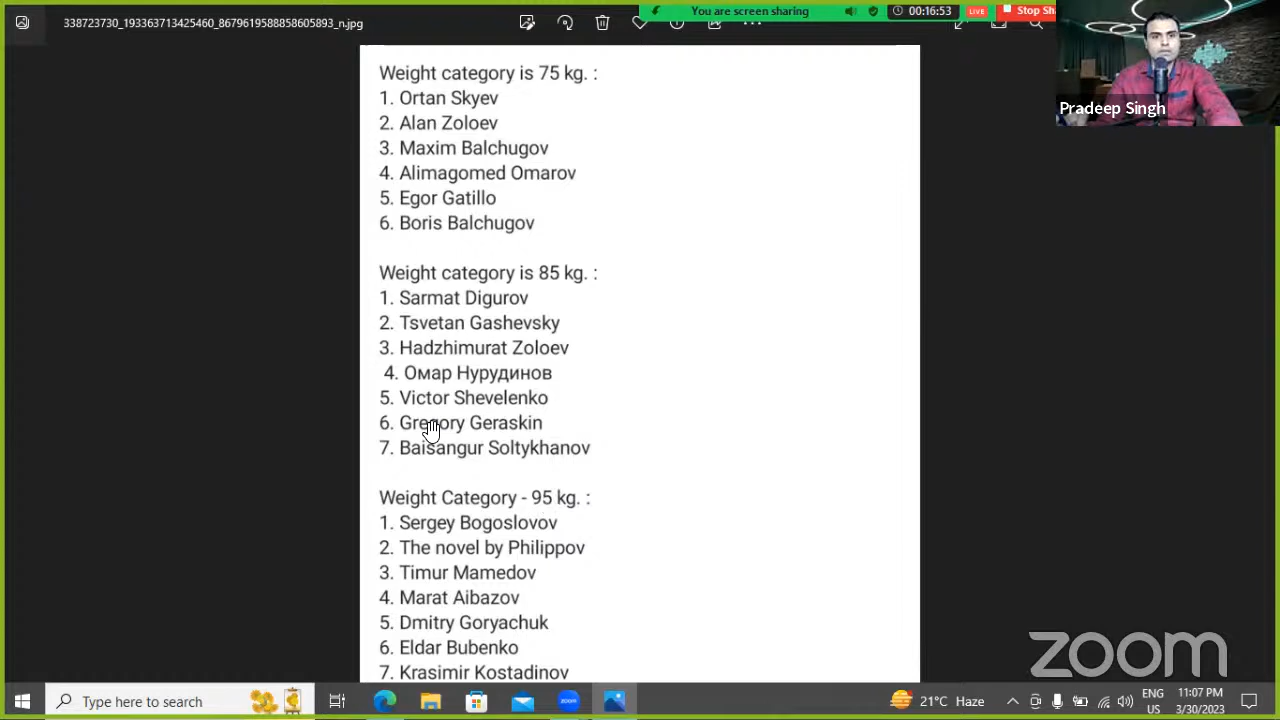 338723730_193363713425460_8679619588858605893_n.jpg
You are screen sharing
00:16:53
LIVE
Stop Sh
Pradeep Singh
Weight category is 75 kg. :
1. Ortan Skyev
2. Alan Zoloev
3. Maxim Balchugov
4. Alimagomed Omarov
5. Egor Gatillo
6. Boris Balchugov
Weight category is 85 kg. :
1. Sarmat Digurov
2. Tsvetan Gashevsky
3. Hadzhimurat Zoloev
4. Омар Нурудинов
5. Victor Shevelenko
6. Gregory Geraskin
7. Baisangur Soltykhanov
Weight Category - 95 kg. :
1. Sergey Bogoslovov
2. The novel by Philippov
3. Timur Mamedov
4. Marat Aibazov
5. Dmitry Goryachuk
6. Eldar Bubenko
7. Krasimir Kostadinov
zoom
Type here to search
zoom
21°C Haze
ENG
US
11:07 PM
3/30/2023